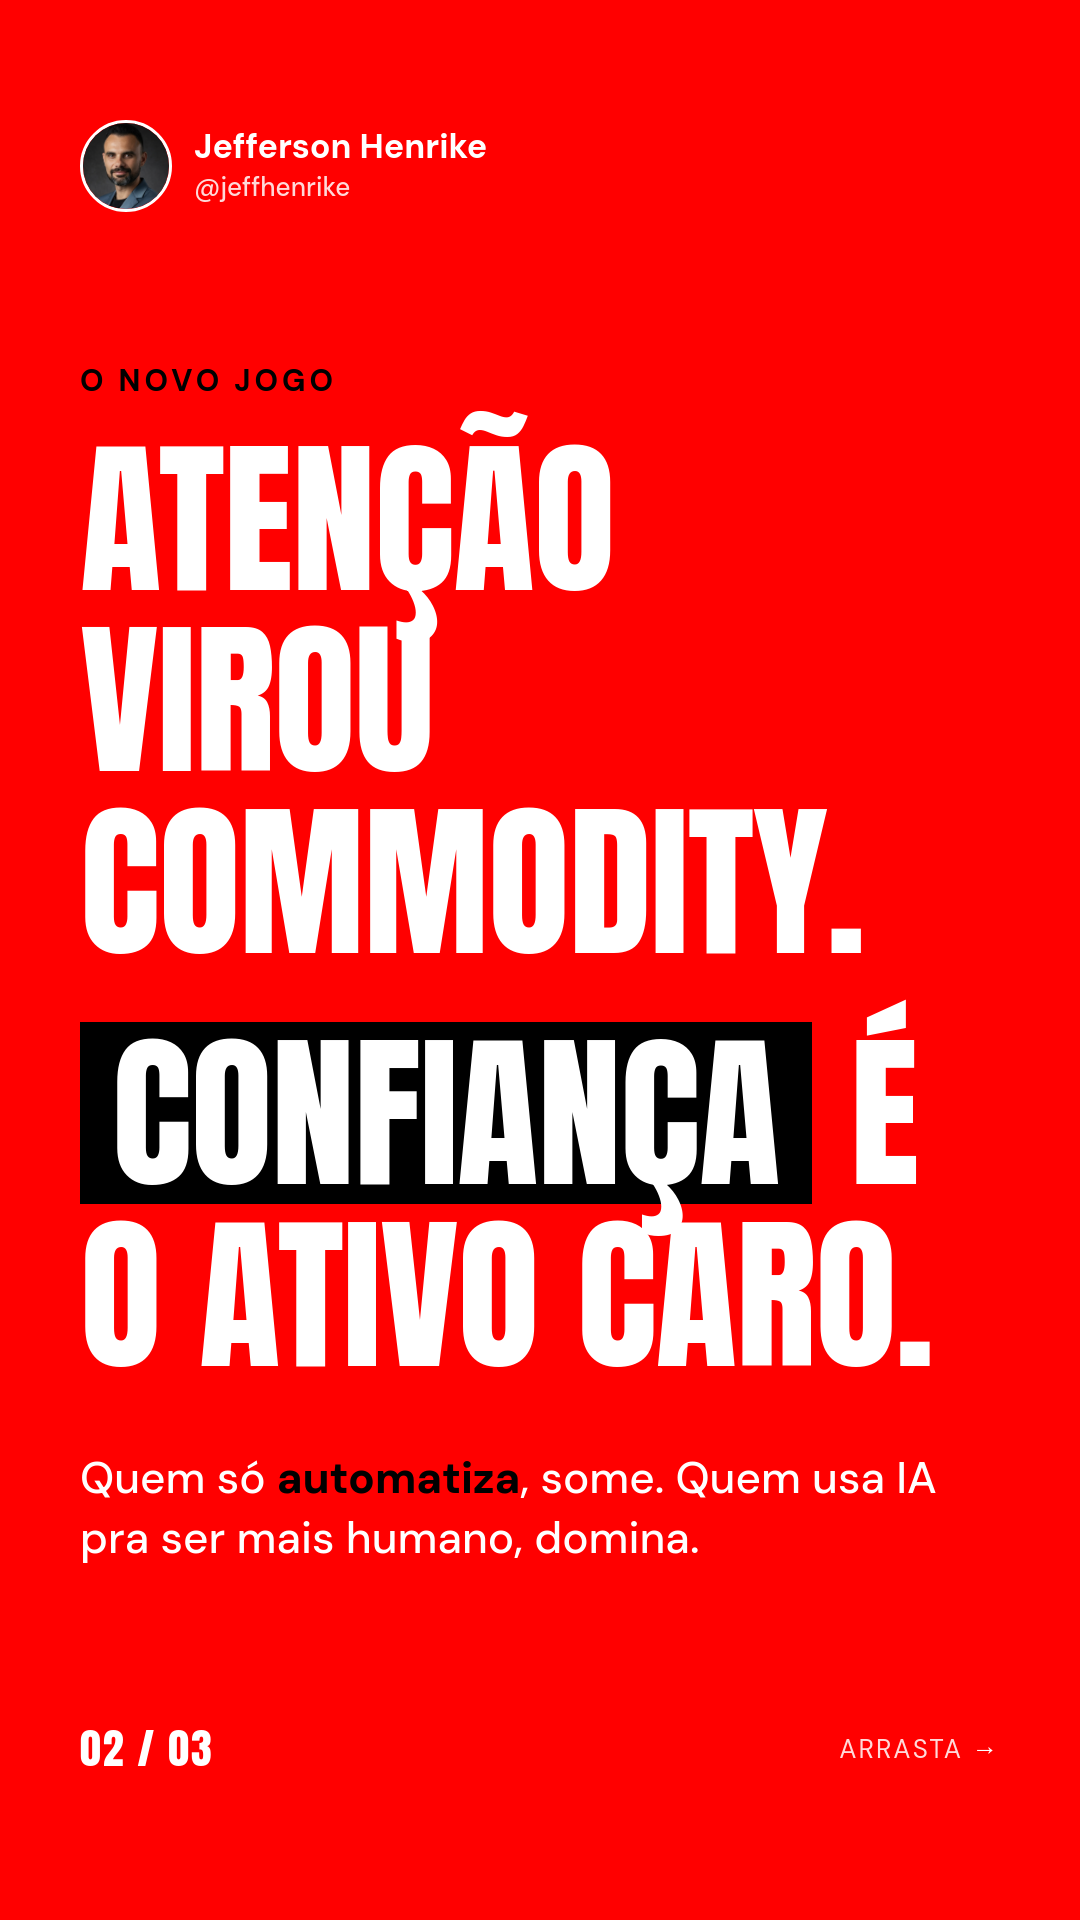 Jefferson Henrike
@jeffhenrike
O NOVO JOGO
ATENÇÃO
VIROU
COMMODITY.
CONFIANÇA É
O ATIVO CARO.
Quem só automatiza, some. Quem usa IA
pra ser mais humano, domina.
02 / 03
ARRASTA →